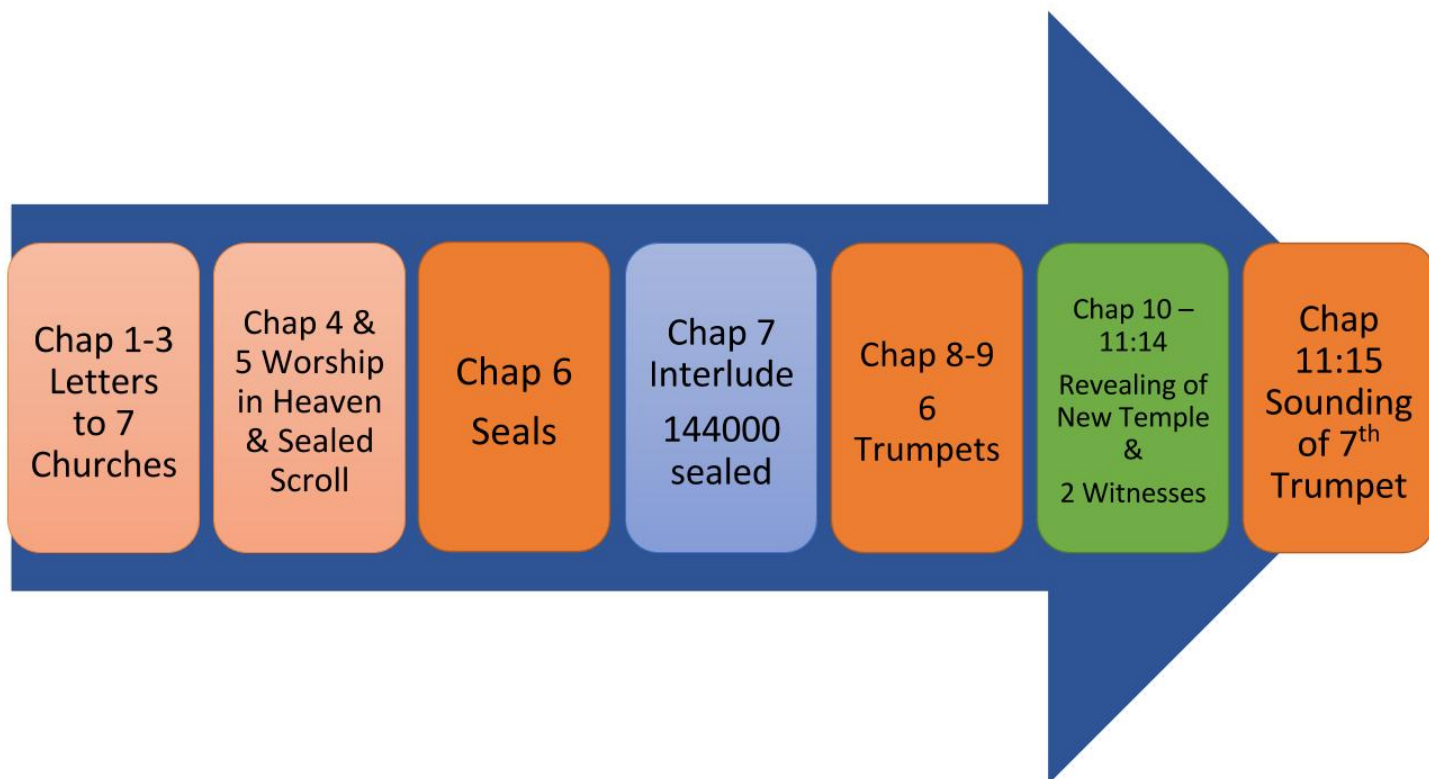 Chap 1-3
Letters
to 7
Churches
Chap 4 &
5 Worship
in Heaven
& Sealed
Scroll
Chap 6
Seals
Chap 7
Interlude
144000
sealed
Chap 8-9
6
Trumpets
Chap 10 –
11:14
Revealing of
New Temple
&
2 Witnesses
Chap
11:15
Sounding
of 7th
Trumpet